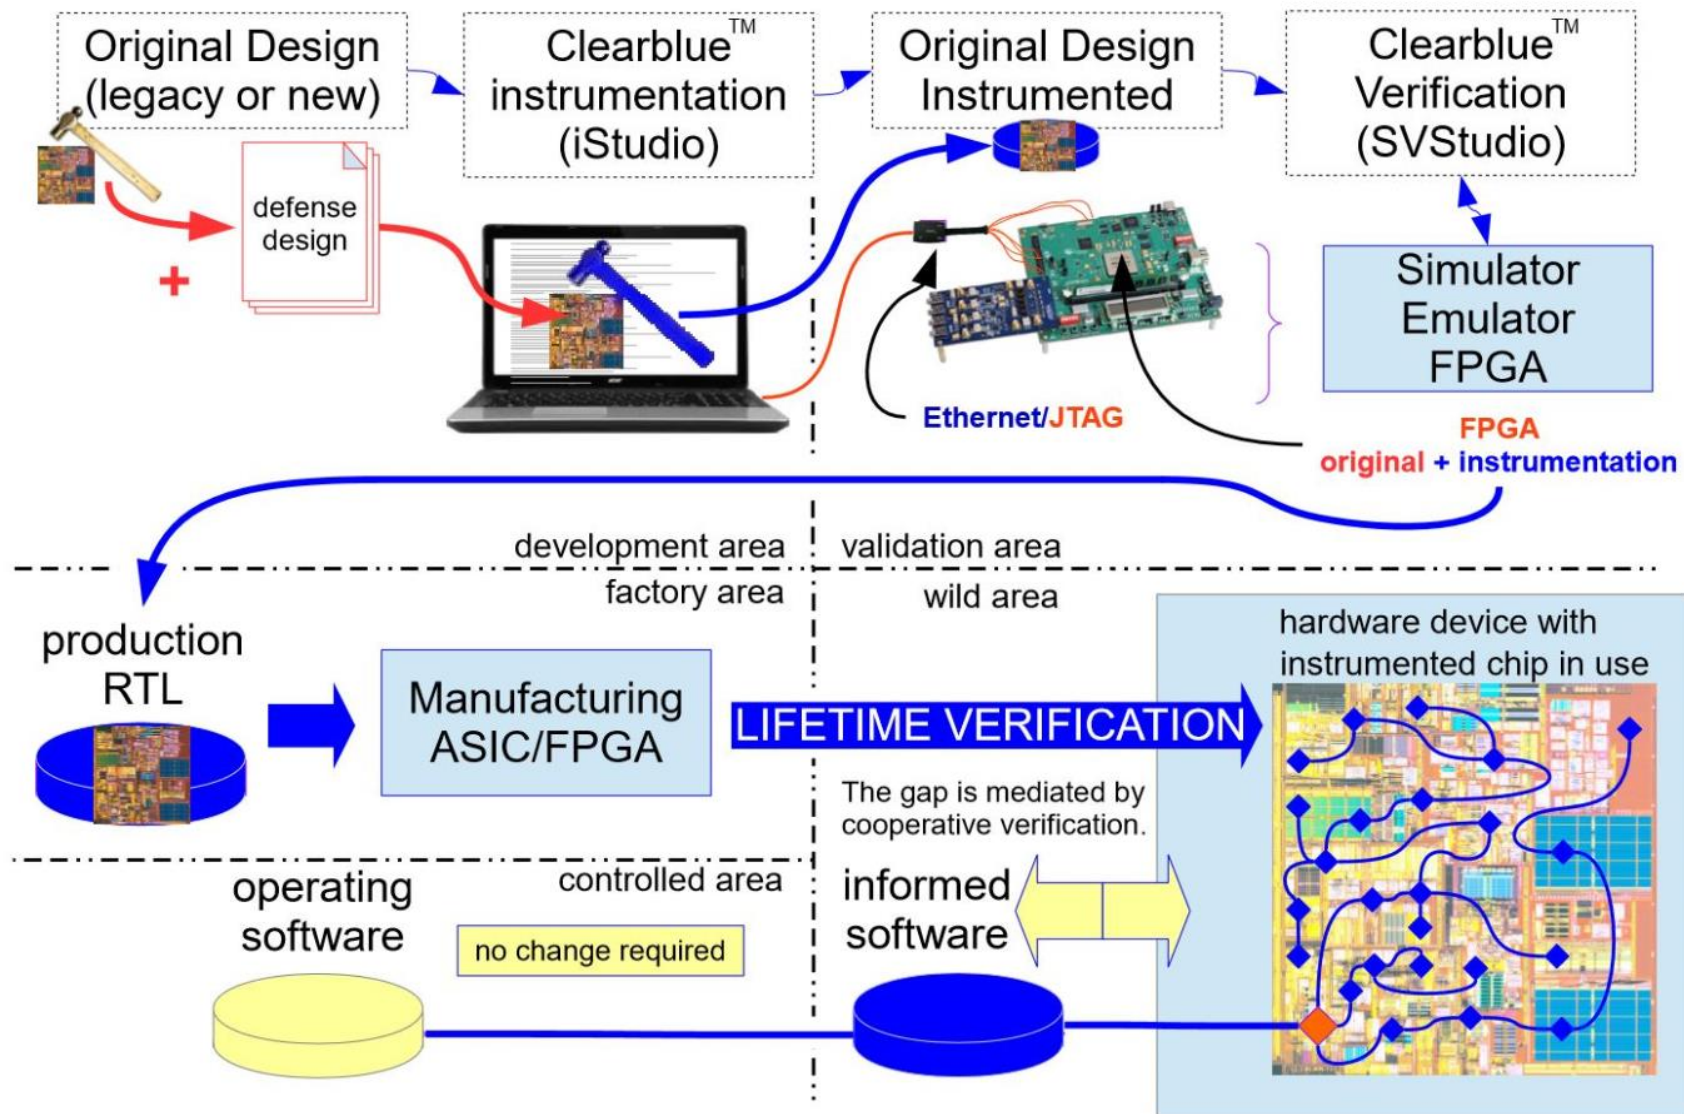 Original Design
(legacy or new)
Clearblue™
instrumentation
(iStudio)
Original Design
Instrumented
Clearblue™
Verification
(SVStudio)
defense
design
+
Simulator
Emulator
FPGA
Ethernet/JTAG
FPGA
original + instrumentation
development area
validation area
factory area
wild area
production
RTL
Manufacturing
ASIC/FPGA
LIFETIME VERIFICATION
hardware device with
instrumented chip in use
The gap is mediated by
cooperative verification.
controlled area
operating
software
no change required
informed
software
acer